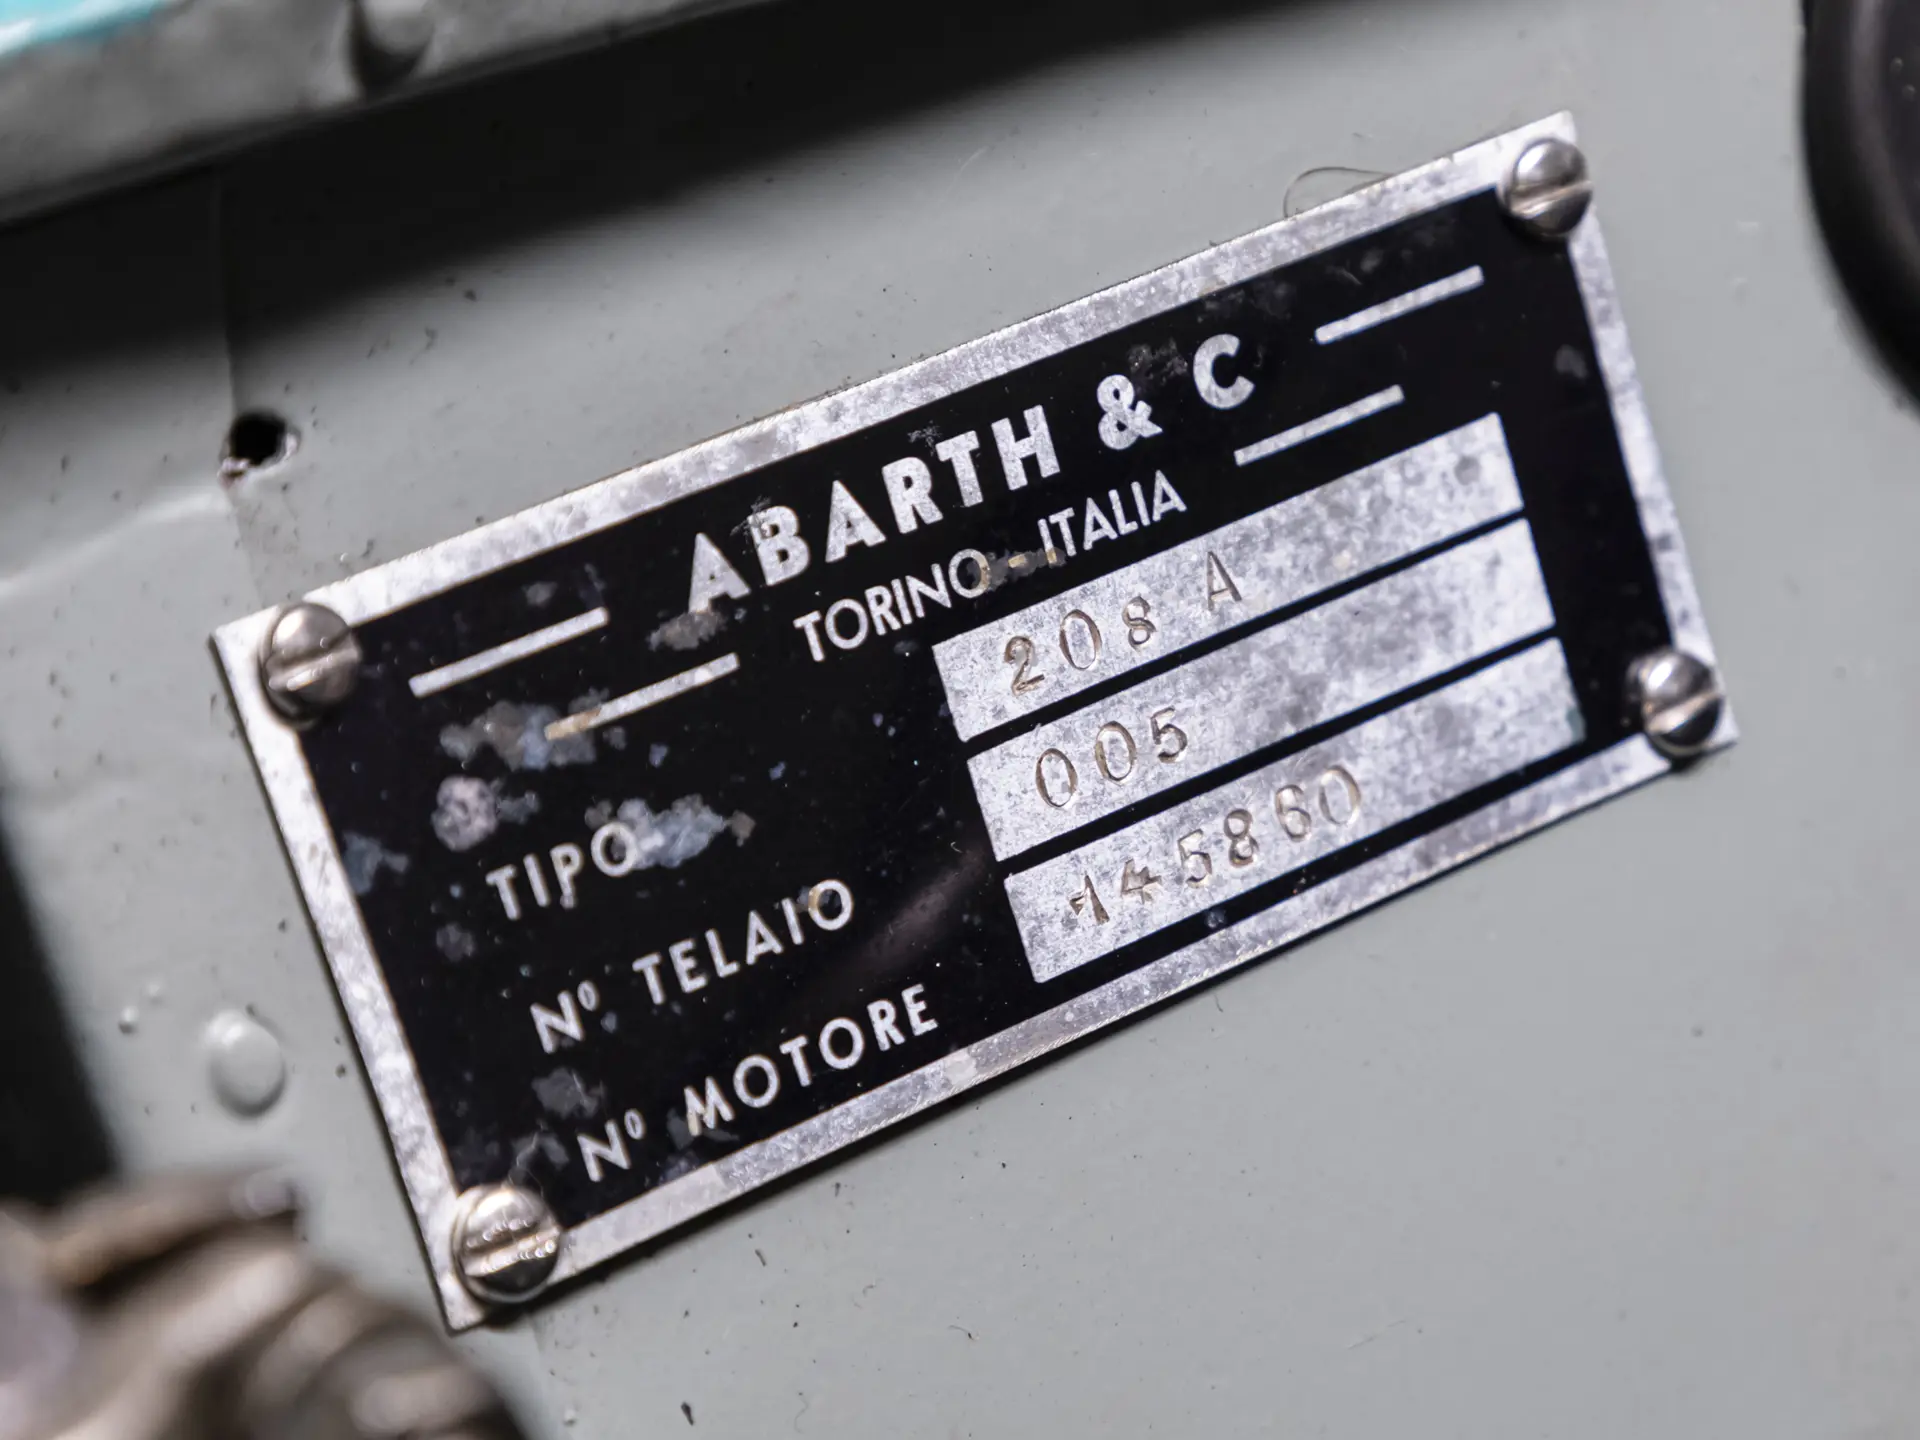 ABARTH & C
TORINO-ITALIA
TIPO 208 A
Nº TELAIO 005
Nº MOTORE 145860